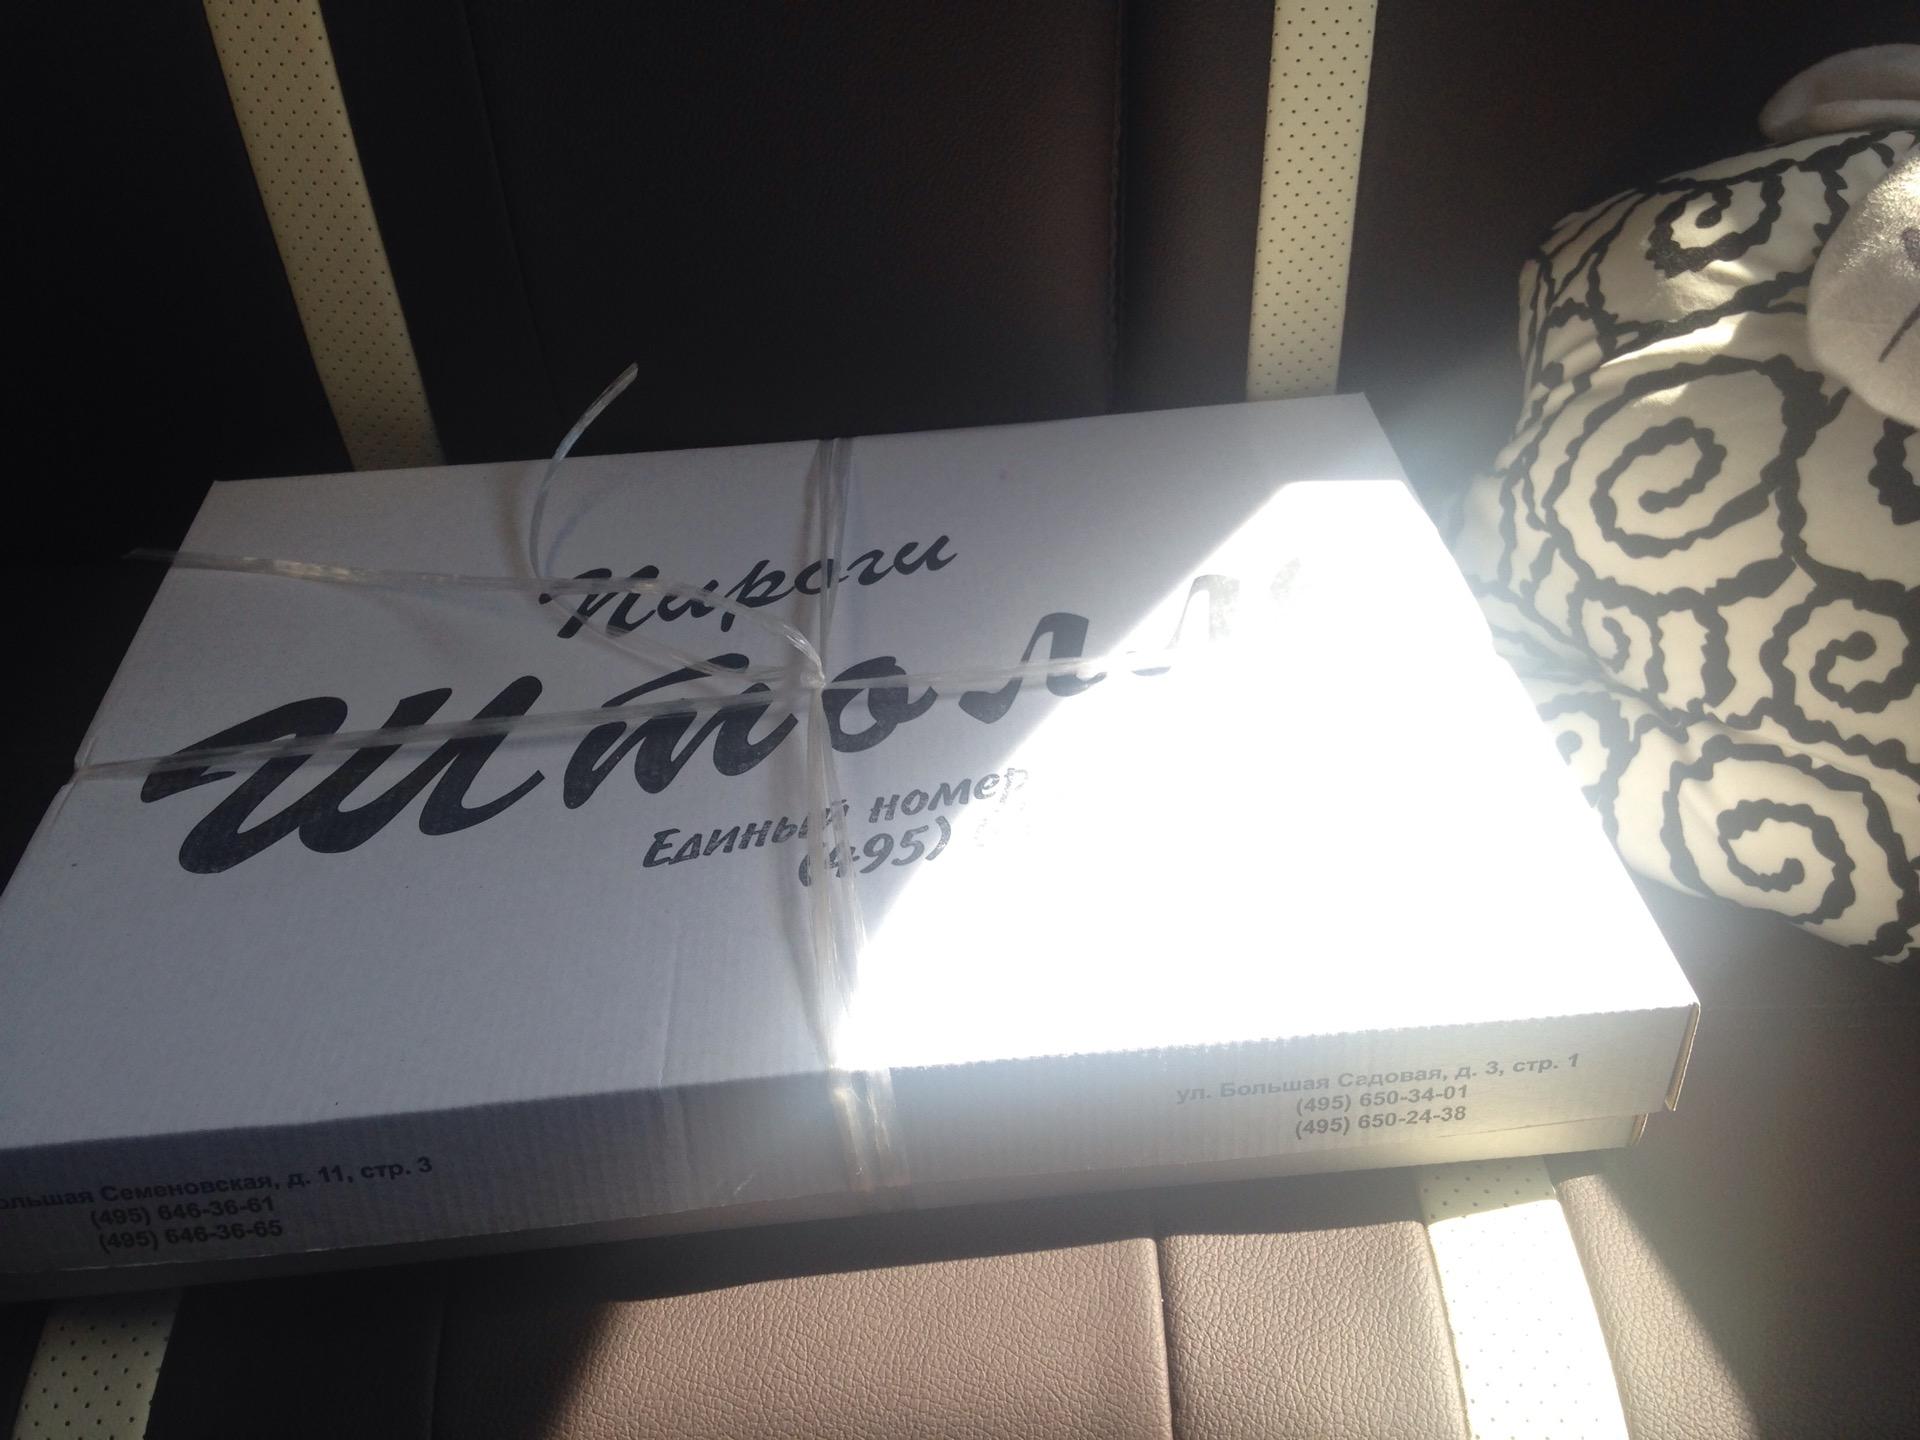 Пироги
Штолле
Единый номер
(495)
Семеновская, д. 11, стр. 3
(495) 646-36-61
(495) 646-36-65
ул. Большая Садовая, д. 3, стр. 1
(495) 650-34-01
(495) 650-24-38